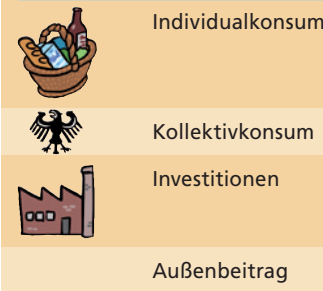 Individualkonsum
Kollektivkonsum
Investitionen
Außenbeitrag